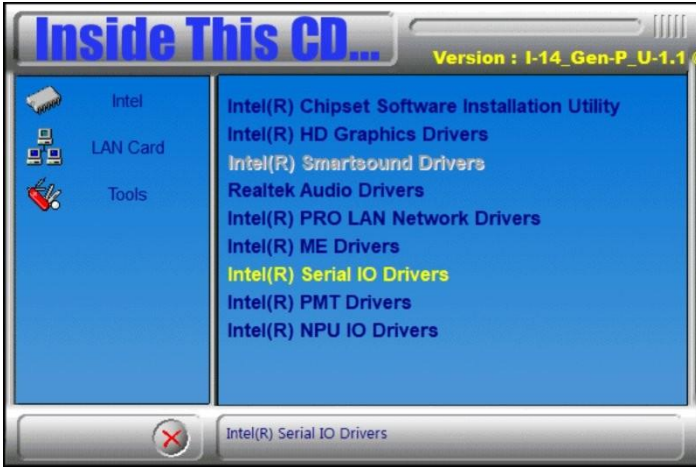 Inside This CD...
Version : I-14_Gen-P_U-1.1
Intel
LAN Card
Tools
Intel(R) Chipset Software Installation Utility
Intel(R) HD Graphics Drivers
Intel(R) Smartsound Drivers
Realtek Audio Drivers
Intel(R) PRO LAN Network Drivers
Intel(R) ME Drivers
Intel(R) Serial IO Drivers
Intel(R) PMT Drivers
Intel(R) NPU IO Drivers
Intel(R) Serial IO Drivers